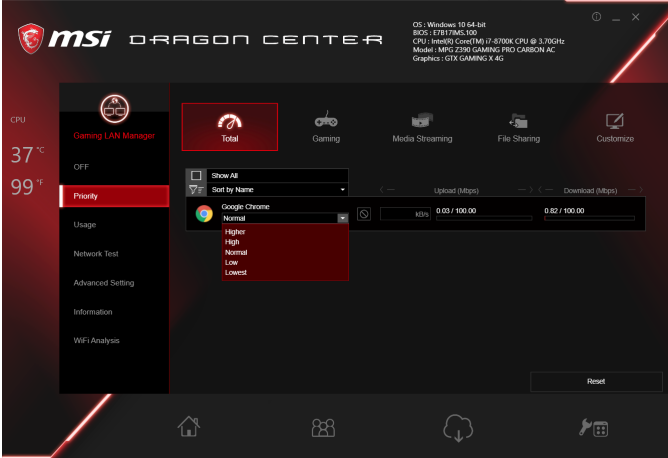 msi DRAGON CENTER
OS : Windows 10 64-bit
BIOS : E7B17IMS.100
CPU : Intel(R) Core(TM) i7-8700K CPU @ 3.70GHz
Model : MPG Z390 GAMING PRO CARBON AC
Graphics : GTX GAMING X 4G
CPU
37 °C
99 °F
Gaming LAN Manager
OFF
Priority
Usage
Network Test
Advanced Setting
Information
WiFi Analysis
Total
Gaming
Media Streaming
File Sharing
Customize
Show All
Sort by Name
Upload (Mbps)
Download (Mbps)
Google Chrome
Normal
kB/s
0.03 / 100.00
0.82 / 100.00
Higher
High
Normal
Low
Lowest
Reset